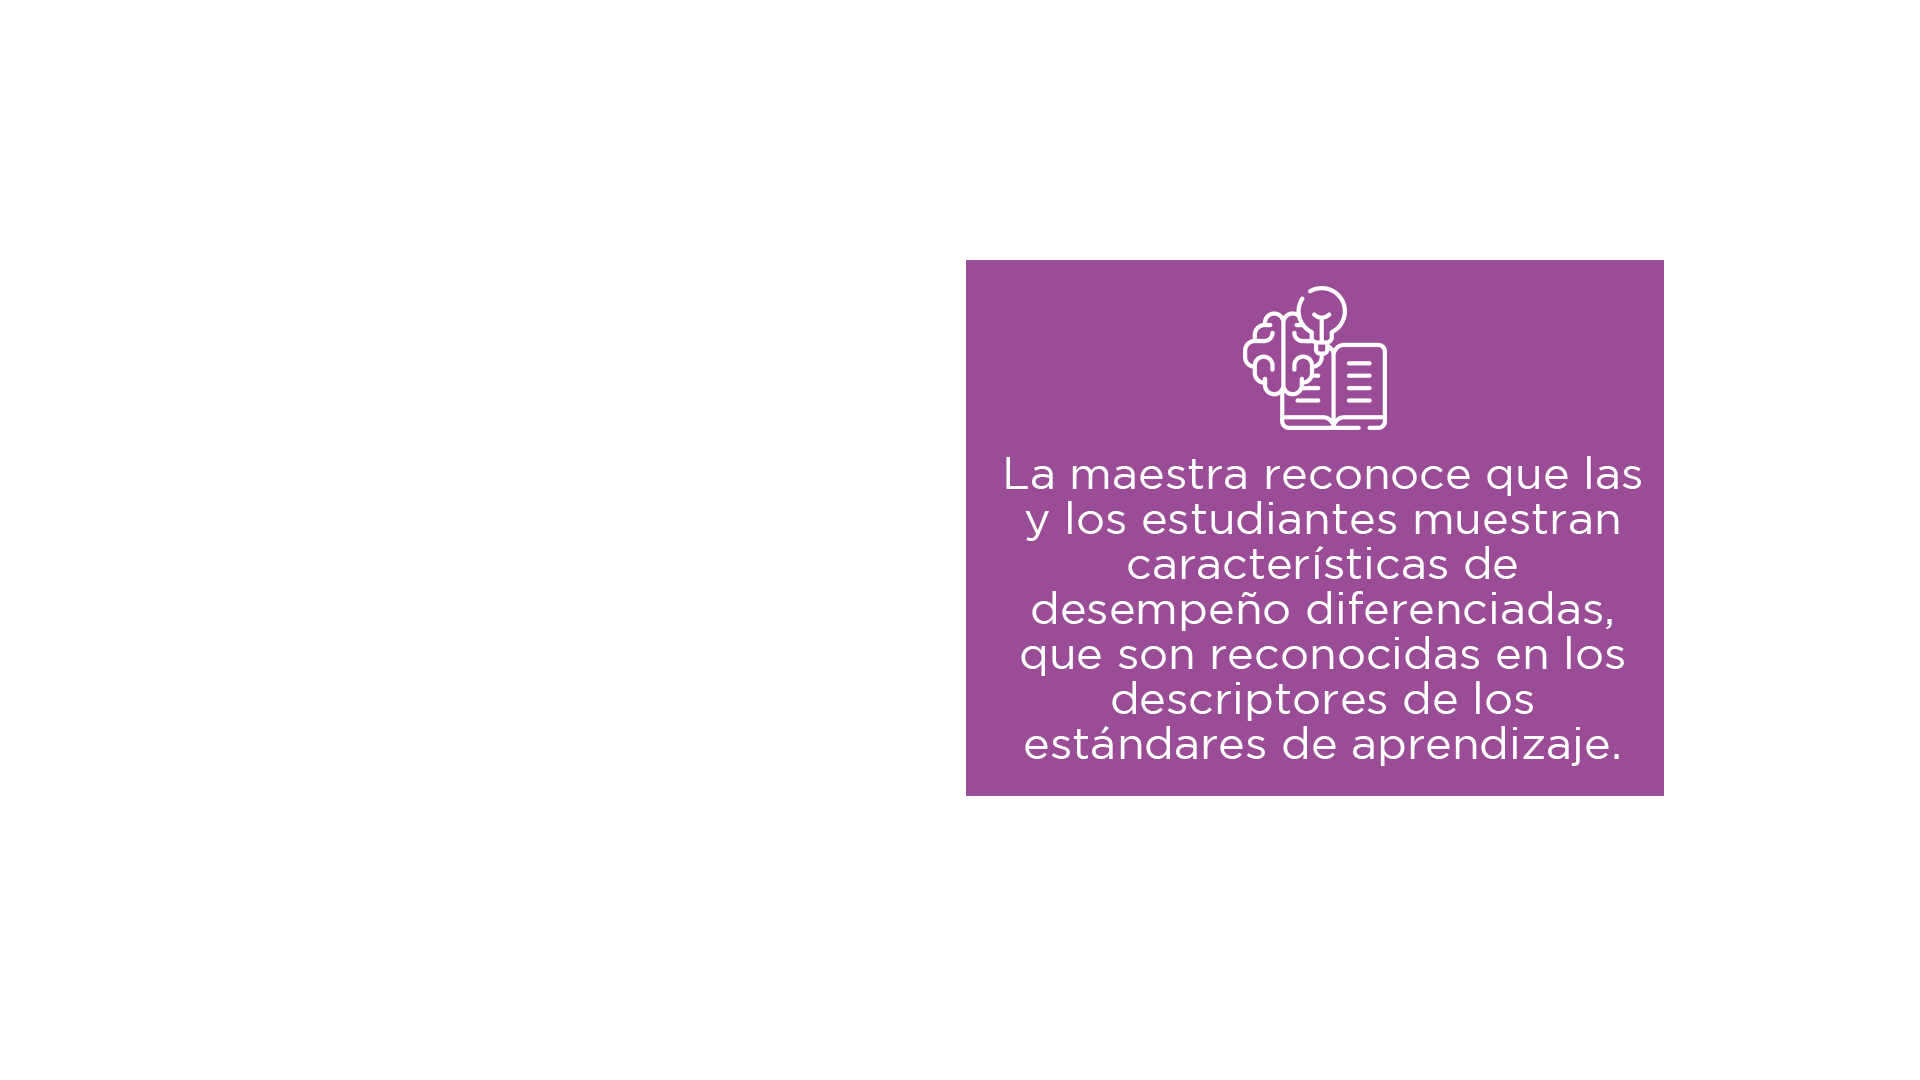 La maestra reconoce que las
y los estudiantes muestran
características de
desempeño diferenciadas,
que son reconocidas en los
descriptores de los
estándares de aprendizaje.